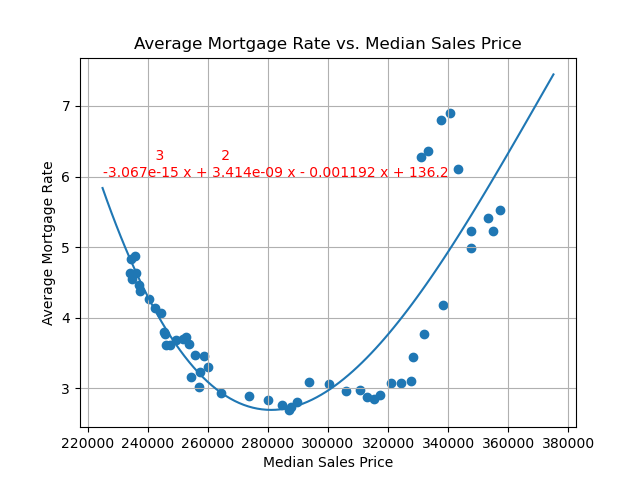 Average Mortgage Rate vs. Median Sales Price
7
6
5
4
3
3 2
-3.067e-15 x + 3.414e-09 x - 0.001192 x + 136.2
Average Mortgage Rate
220000 240000 260000 280000 300000 320000 340000 360000 380000
Median Sales Price